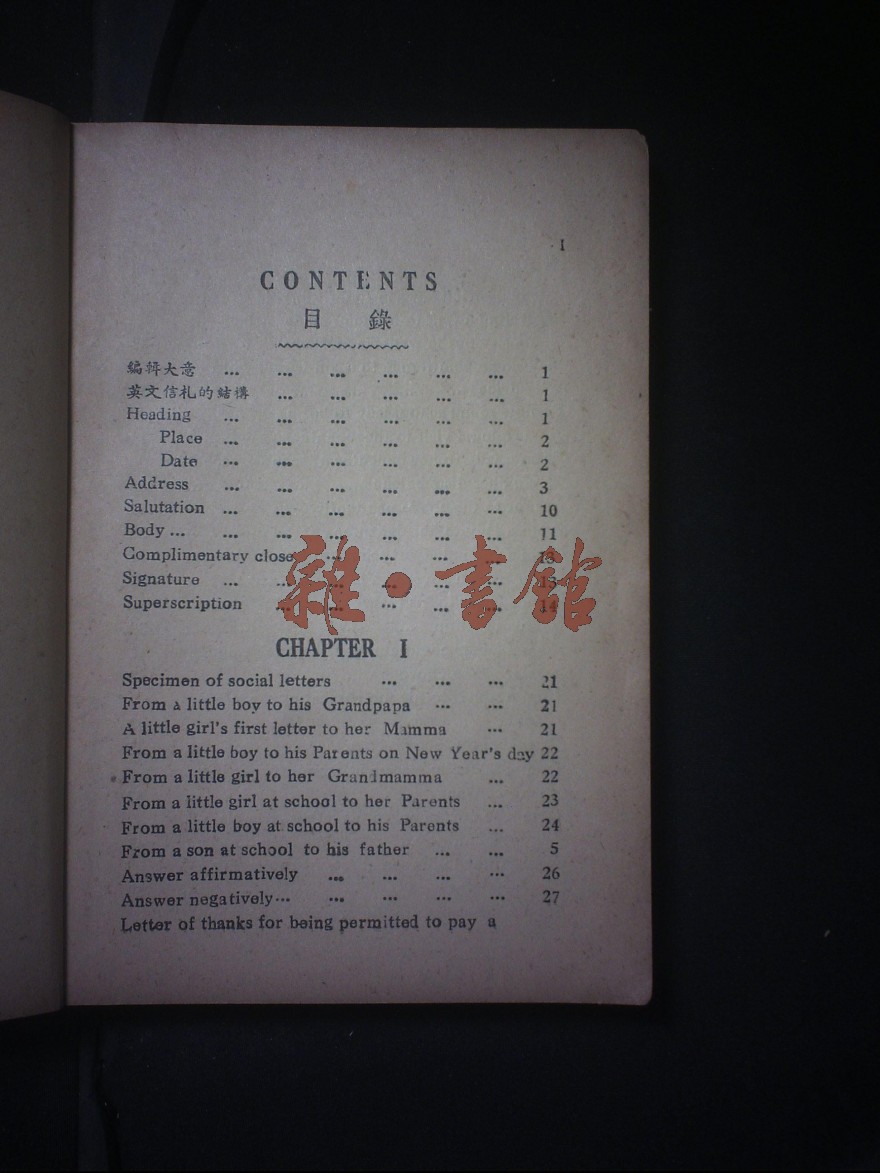 I
CONTENTS
目 錄
編輯大意 ... ... ... ... ... ... 1
英文信札的結構 ... ... ... ... ... 1
Heading ... ... ... ... ... ... 1
Place ... ... ... ... ... ... 2
Date ... ... ... ... ... ... 2
Address ... ... ... ... ... ... 3
Salutation ... ... ... ... ... ... 10
Body ... ... ... ... ... ... 11
Complimentary close ... ... ... ... 13
Signature ... ... ... ... ... ... 13
Superscription ... ... ... ... ... 14
雜·書館
CHAPTER I
Specimen of social letters ... ... ... 21
From a little boy to his Grandpapa ... ... 21
A little girl's first letter to her Mamma ... 21
From a little boy to his Parents on New Year's day 22
From a little girl to her Grandmamma ... 22
From a little girl at school to her Parents ... 23
From a little boy at school to his Parents ... 24
From a son at school to his father ... ... 5
Answer affirmatively ... ... ... ... 26
Answer negatively ... ... ... ... ... 27
Letter of thanks for being permitted to pay a